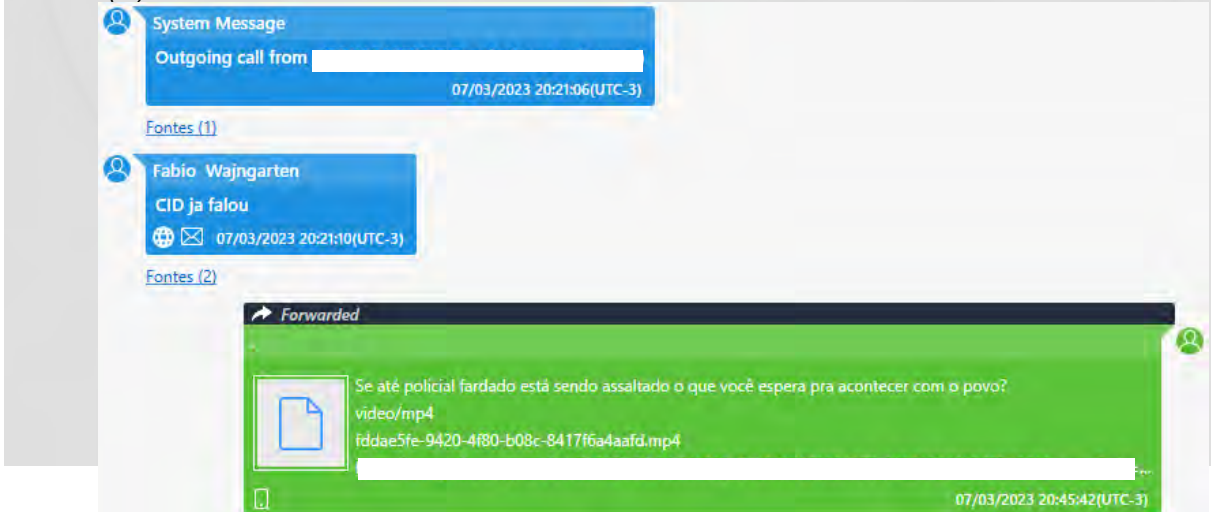 System Message
Outgoing call from
07/03/2023 20:21:06(UTC-3)
Fontes (1)
Fabio Wajngarten
CID ja falou
07/03/2023 20:21:10(UTC-3)
Fontes (2)
Forwarded
Se até policial fardado está sendo assaltado o que você espera pra acontecer com o povo?
video/mp4
fddae5fe-9420-4f80-b08c-8417f6a4aafd.mp4
07/03/2023 20:45:42(UTC-3)